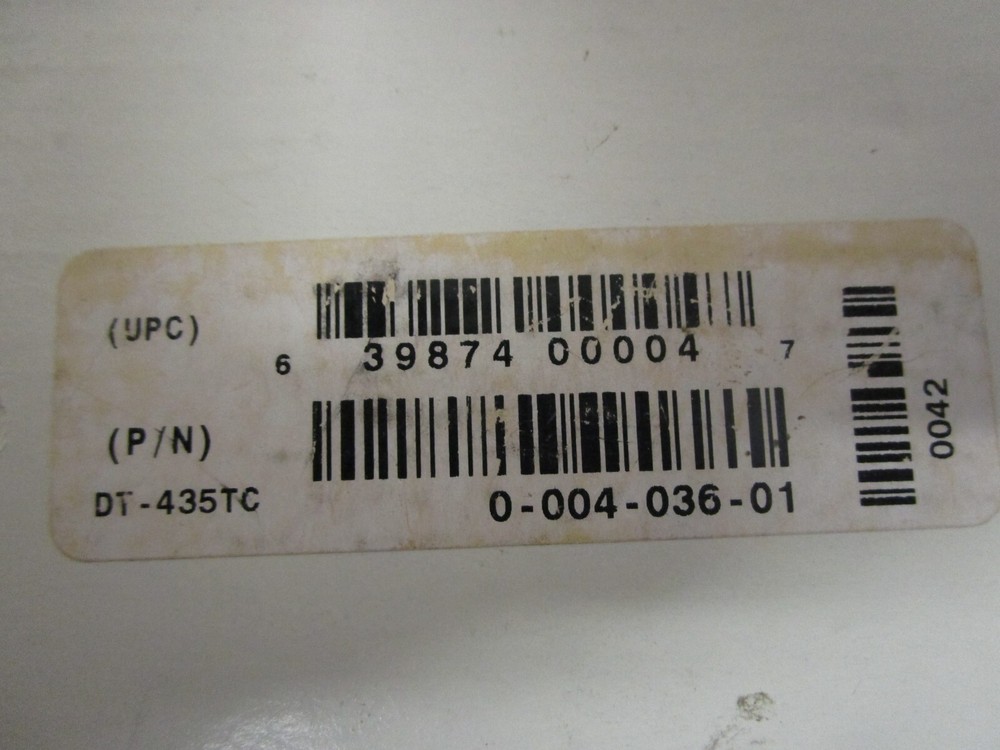 (UPC)
6 39874 00004 7
(P/N)
DT-435TC
0-004-036-01
0042